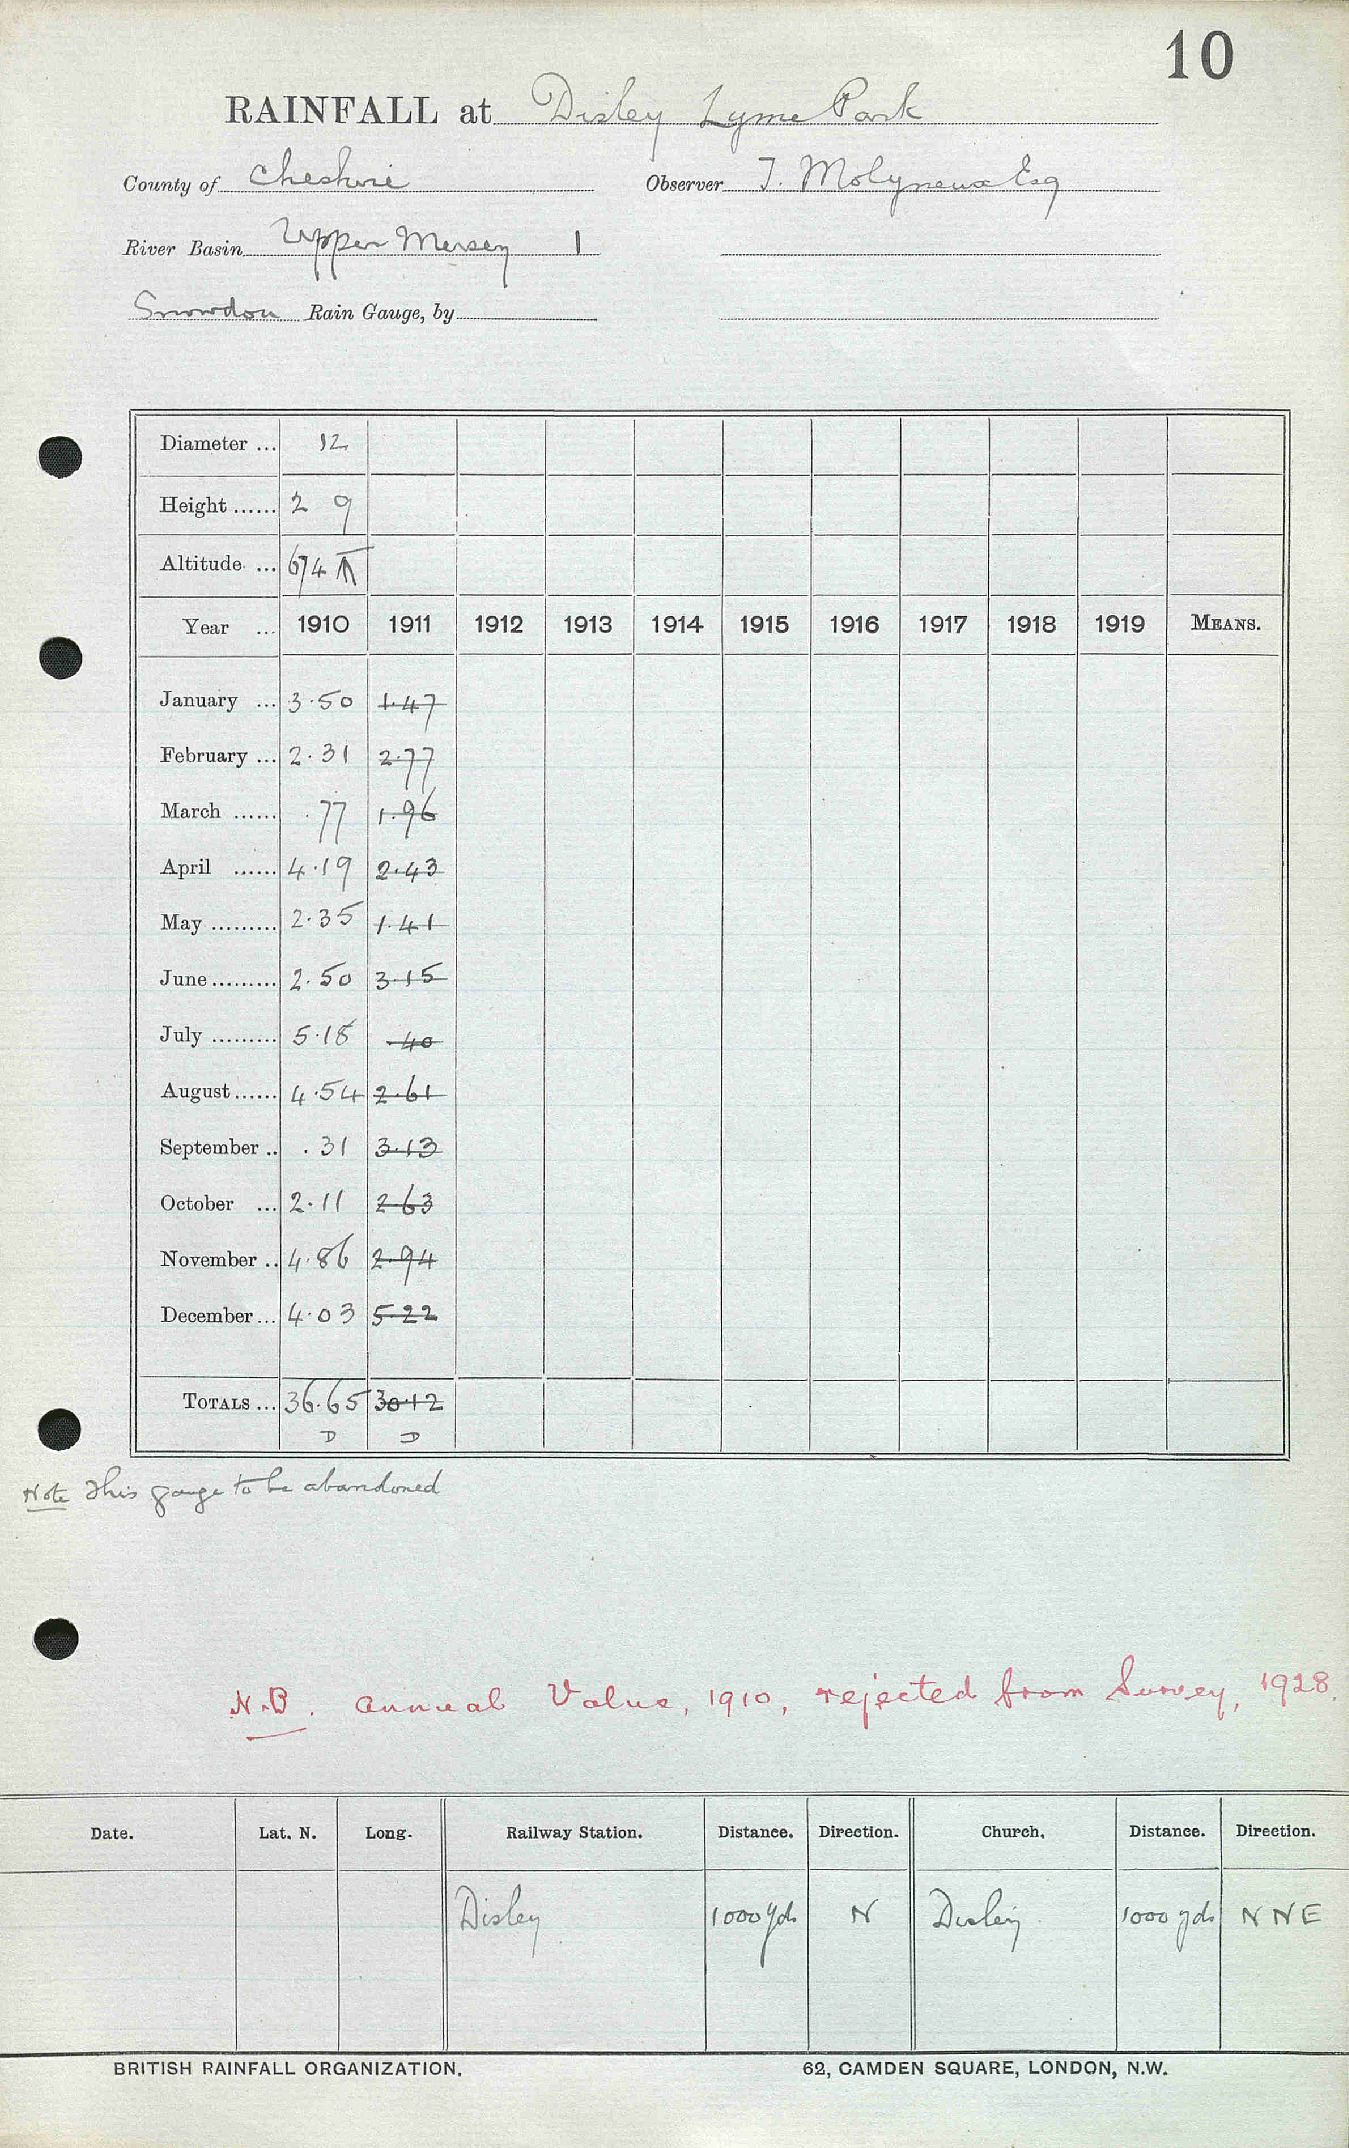 10
RAINFALL at Disley Lyme Park
County of Cheshire Observer T. Molyneux Esq
River Basin Upper Mersey 1
Snowdon Rain Gauge, by
Diameter ... 12
Height ...... 2 9
Altitude ... 674
Year ... 1910 1911 1912 1913 1914 1915 1916 1917 1918 1919 MEANS.
January ... 3.50 1.47
February ... 2.31 2.77
March ...... .77 1.96
April ...... 4.19 2.43
May ......... 2.35 1.41
June ......... 2.50 3.15
July ......... 5.18 .40
August ...... 4.54 2.61
September .. .31 3.13
October ... 2.11 2.63
November .. 4.86 2.94
December ... 4.03 5.22
TOTALS ... 36.65 30.12
D D
Note This gauge to be abandoned
N.B. Annual Value, 1910, rejected from Survey, 1928.
Date. Lat. N. Long. Railway Station. Distance. Direction. Church. Distance. Direction.
Disley 1000 yds N Disley 1000 yds NNE
BRITISH RAINFALL ORGANIZATION. 62, CAMDEN SQUARE, LONDON, N.W.